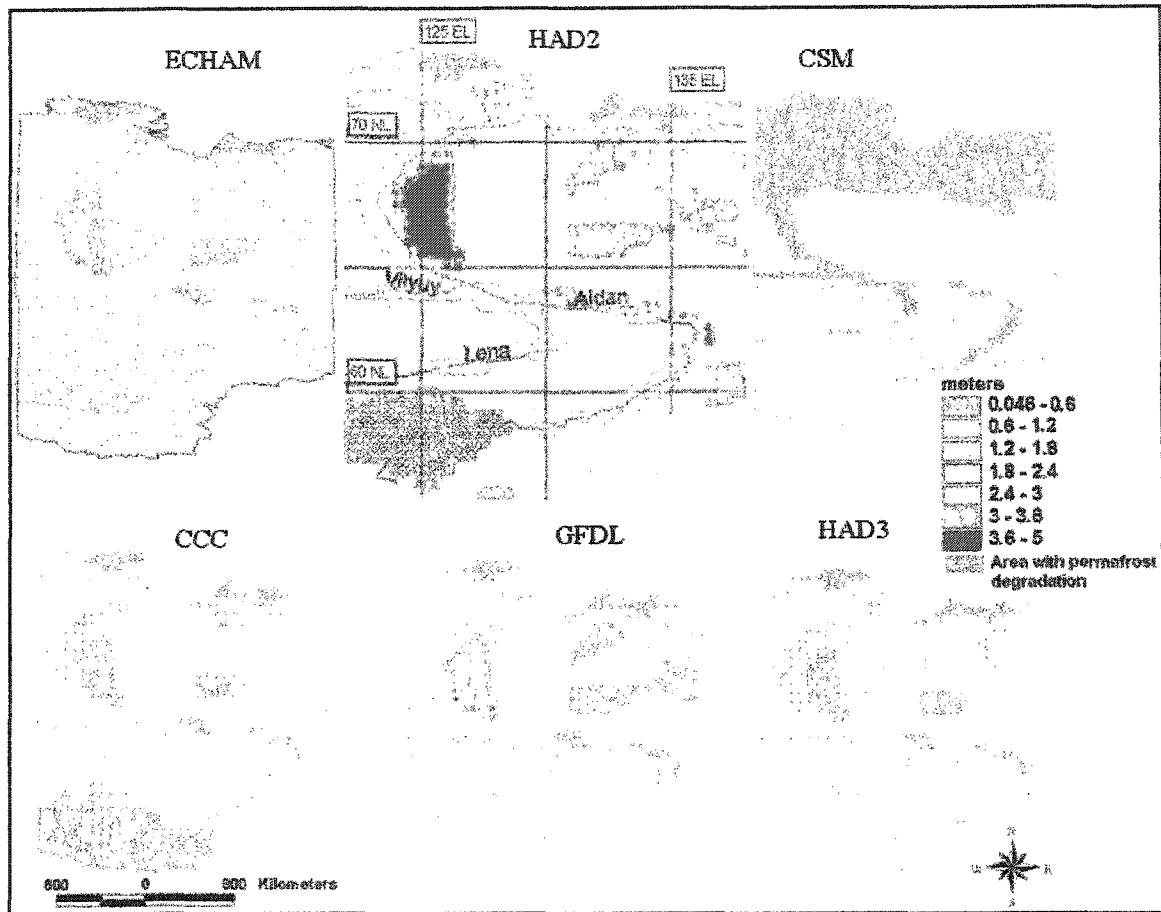 ECHAM
125 EL
HAD2
135 EL
CSM
70 NL
Vilyuy
Aldan
Lena
60 NL
meters
0.046 - 0.6
0.6 - 1.2
1.2 - 1.8
1.8 - 2.4
2.4 - 3
3 - 3.6
3.6 - 5
Area with permafrost
degradation
CCC
GFDL
HAD3
600 0 600 Kilometers
N
W E
S